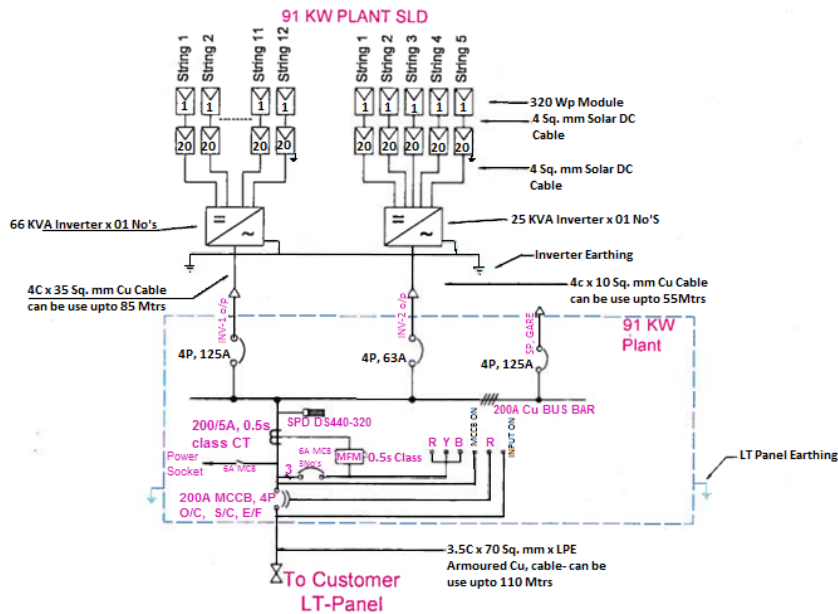 91 KW PLANT SLD
String 1
String 2
String 11
String 12
String 1
String 2
String 3
String 4
String 5
1
1
1
1
1
1
1
1
1
320 Wp Module
4 Sq. mm Solar DC
Cable
20
20
20
20
20
20
20
20
20
4 Sq. mm Solar DC
Cable
66 KVA Inverter x 01 No's
25 KVA Inverter x 01 No'S
Inverter Earthing
4C x 35 Sq. mm Cu Cable
can be use upto 85 Mtrs
4c x 10 Sq. mm Cu Cable
can be use upto 55Mtrs
INV-1 o/p
INV-2 o/p
SP, GARE
91 KW
Plant
4P, 125A
4P, 63A
4P, 125A
200A Cu BUS BAR
SPD DS440-320
200/5A, 0.5s
class CT
Power
Socket
6A MCB
6A MCB
3No's
3
MFM
0.5s Class
R Y B
MCCB ON
R
INPUT ON
LT Panel Earthing
200A MCCB, 4P
O/C, S/C, E/F
3.5C x 70 Sq. mm x LPE
Armoured Cu, cable- can be
use upto 110 Mtrs
To Customer
LT-Panel